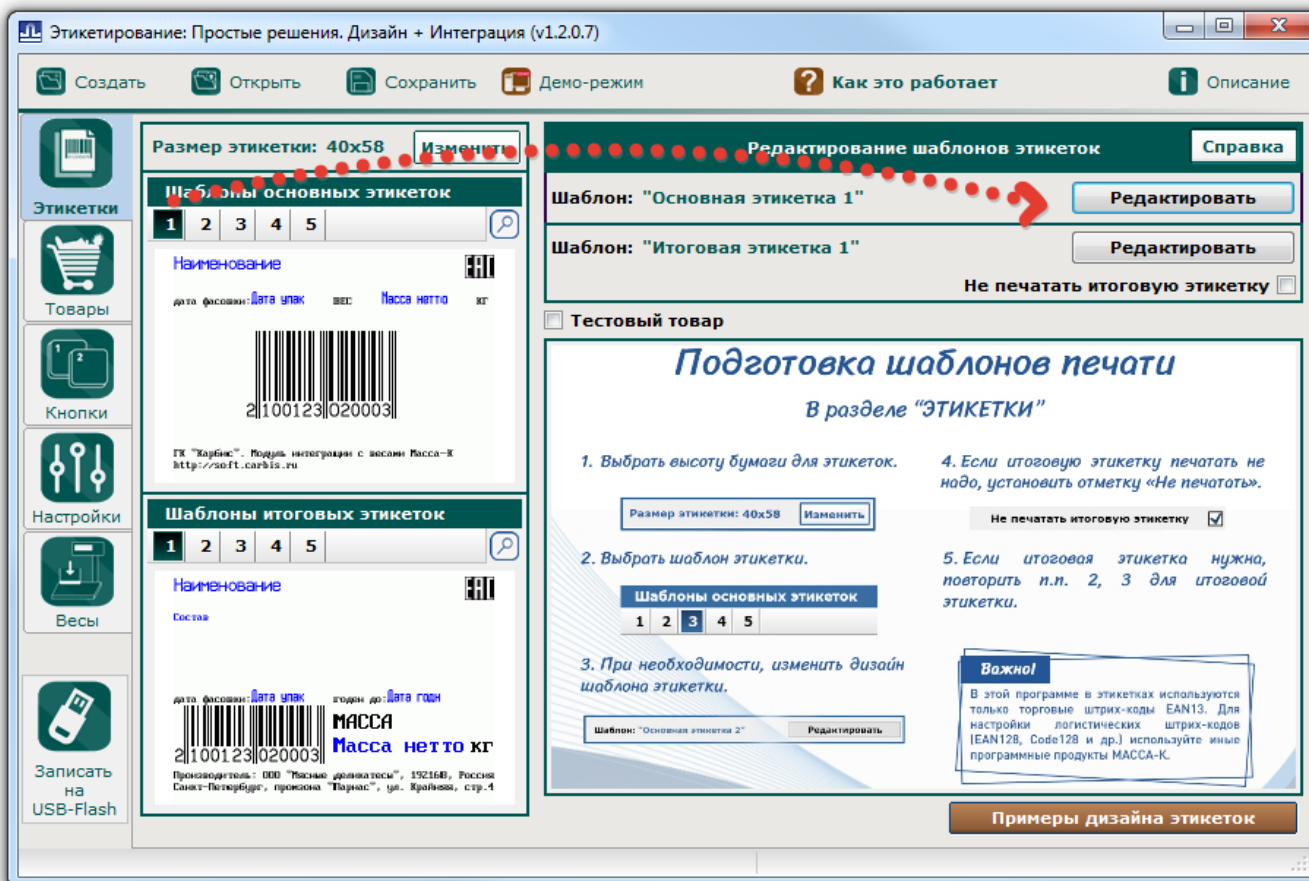 Этикетирование: Простые решения. Дизайн + Интеграция (v1.2.0.7)
Создать
Открыть
Сохранить
Демо-режим
Как это работает
Описание
Этикетки
Товары
Кнопки
Настройки
Весы
Записать
на
USB-Flash
Размер этикетки: 40x58
Изменить
Шаблоны основных этикеток
1 2 3 4 5
Наименование
ЕАС
дата фасовки: Дата упак ВЕС Масса нетто кг
2 100123 020003
ГК "Карбис". Модуль интеграции с весами Масса-К
http://soft.carbis.ru
Шаблоны итоговых этикеток
1 2 3 4 5
Наименование
ЕАС
Состав
дата фасовки: Дата упак годен до: Дата годн
МАССА
Масса нетто кг
2 100123 020003
Производитель: ООО "Мясные деликатесы", 192168, Россия
Санкт-Петербург, промзона "Парнас", ул. Крайняя, стр.4
Редактирование шаблонов этикеток
Справка
Шаблон: "Основная этикетка 1"
Редактировать
Шаблон: "Итоговая этикетка 1"
Редактировать
Не печатать итоговую этикетку
Тестовый товар
Подготовка шаблонов печати
В разделе “ЭТИКЕТКИ”
1. Выбрать высоту бумаги для этикеток.
Размер этикетки: 40x58 Изменить
2. Выбрать шаблон этикетки.
Шаблоны основных этикеток
1 2 3 4 5
3. При необходимости, изменить дизайн
шаблона этикетки.
Шаблон: "Основная этикетка 2" Редактировать
4. Если итоговую этикетку печатать не
надо, установить отметку «Не печатать».
Не печатать итоговую этикетку
5. Если итоговая этикетка нужна,
повторить п.п. 2, 3 для итоговой
этикетки.
Важно!
В этой программе в этикетках используются
только торговые штрих-коды EAN13. Для
настройки логистических штрих-кодов
(EAN128, Code128 и др.) используйте иные
программные продукты МАССА-К.
Примеры дизайна этикеток